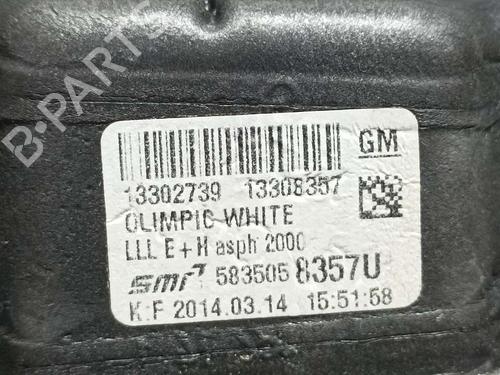 B-PARTS
GM
13302739 13308357
OLIMPIC WHITE
LLL E + H asph 2000
smr 583505 8357U
K:F 2014.03.14 15:51:58